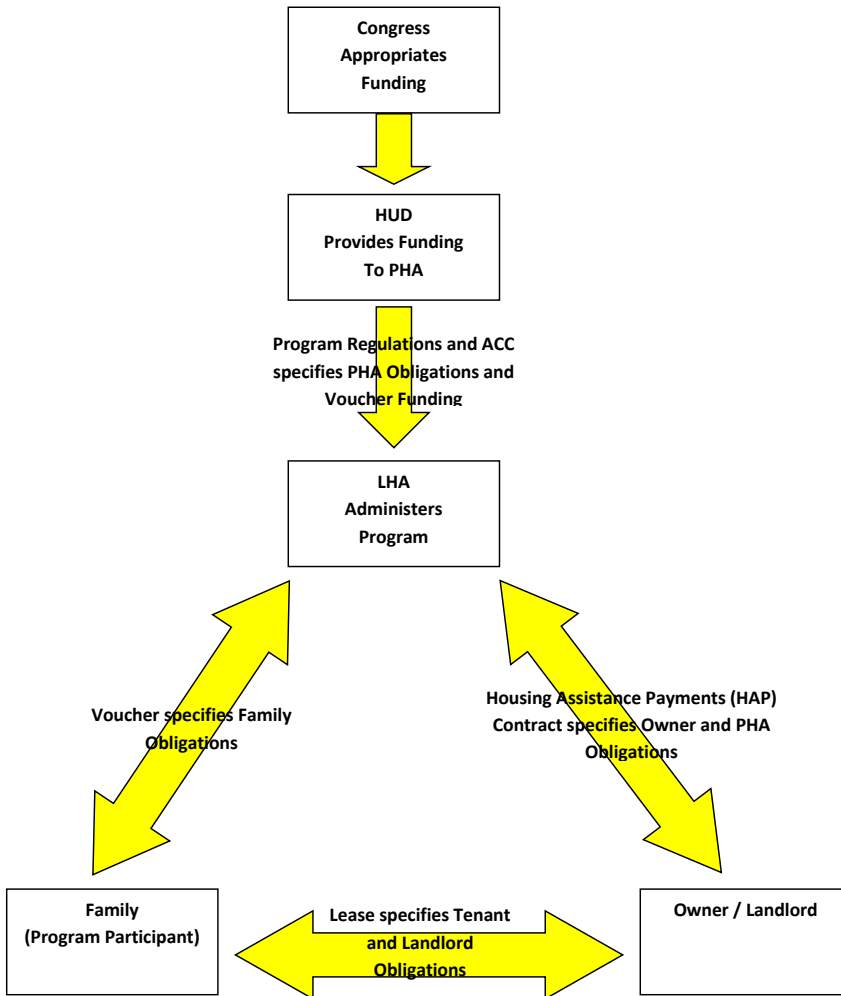 Congress
Appropriates
Funding
HUD
Provides Funding
To PHA
Program Regulations and ACC
specifies PHA Obligations and
Voucher Funding
LHA
Administers
Program
Voucher specifies Family
Obligations
Housing Assistance Payments (HAP)
Contract specifies Owner and PHA
Obligations
Family
(Program Participant)
Lease specifies Tenant
and Landlord
Obligations
Owner / Landlord